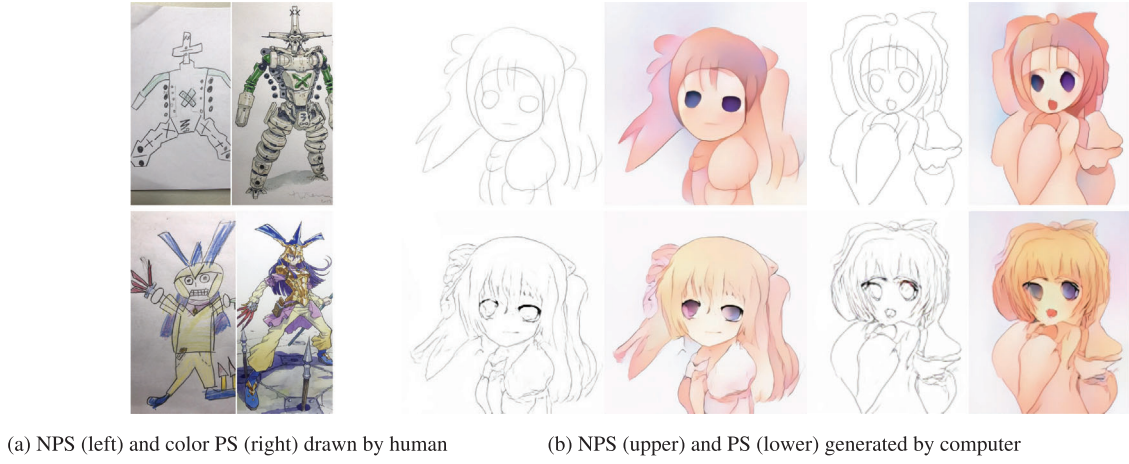 (a) NPS (left) and color PS (right) drawn by human
(b) NPS (upper) and PS (lower) generated by computer